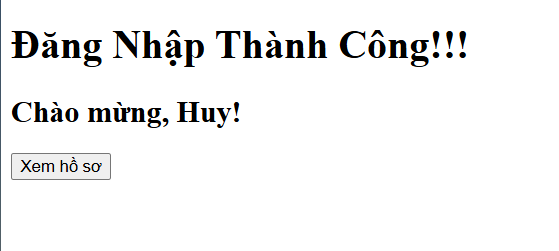 Đăng Nhập Thành Công!!!
Chào mừng, Huy!
Xem hồ sơ